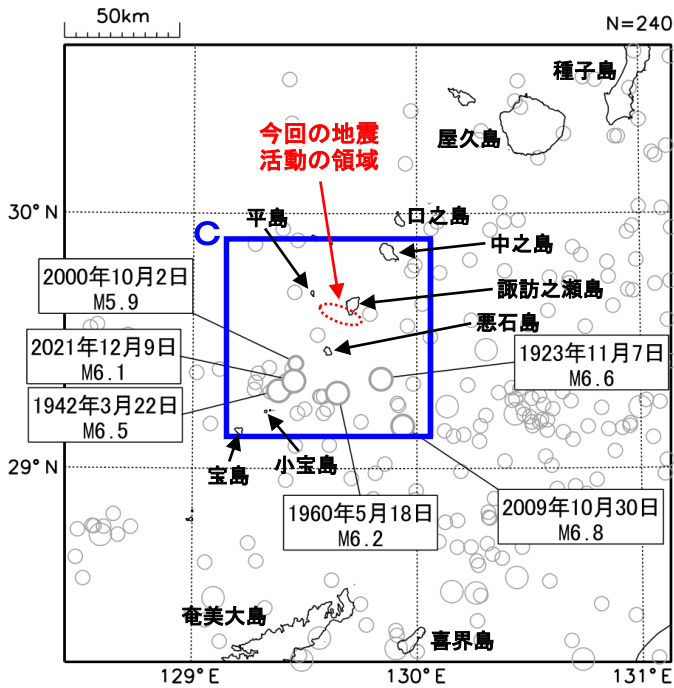 50km
N=240
種子島
屋久島
今回の地震
活動の領域
30°N
口之島
平島
C
中之島
2000年10月2日
M5.9
諏訪之瀬島
悪石島
2021年12月9日
M6.1
1923年11月7日
M6.6
1942年3月22日
M6.5
29°N
宝島
小宝島
1960年5月18日
M6.2
2009年10月30日
M6.8
奄美大島
喜界島
129°E
130°E
131°E